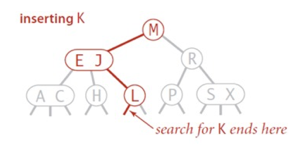 inserting K
M
E J
R
A C
H
L
P
S X
search for K ends here